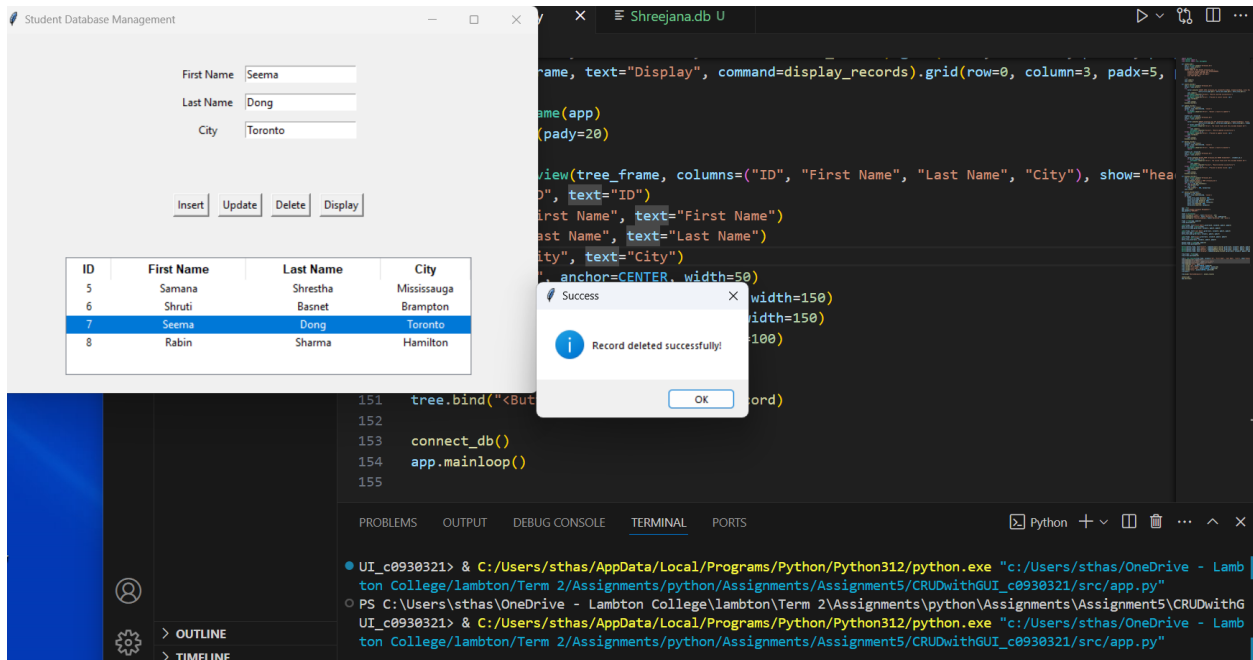 Student Database Management
y
Shreejana.db U
First Name Seema
Last Name Dong
City Toronto
Insert Update Delete Display
ID First Name Last Name City
5 Samana Shrestha Mississauga
6 Shruti Basnet Brampton
7 Seema Dong Toronto
8 Rabin Sharma Hamilton
rame, text="Display", command=display_records).grid(row=0, column=3, padx=5,
ame(app)
(pady=20)
view(tree_frame, columns=("ID", "First Name", "Last Name", "City"), show="hea
D", text="ID")
irst Name", text="First Name")
ast Name", text="Last Name")
ity", text="City")
", anchor=CENTER, width=50)
width=150)
width=150)
=100)
Success
Record deleted successfully!
OK
151 tree.bind("<But ord)
152
153 connect_db()
154 app.mainloop()
155
PROBLEMS OUTPUT DEBUG CONSOLE TERMINAL PORTS
Python
UI_c0930321> & C:/Users/sthas/AppData/Local/Programs/Python/Python312/python.exe "c:/Users/sthas/OneDrive - Lamb
ton College/lambton/Term 2/Assignments/python/Assignments/Assignment5/CRUDwithGUI_c0930321/src/app.py"
PS C:\Users\sthas\OneDrive - Lambton College\lambton\Term 2\Assignments\python\Assignments\Assignment5\CRUDwithG
UI_c0930321> & C:/Users/sthas/AppData/Local/Programs/Python/Python312/python.exe "c:/Users/sthas/OneDrive - Lamb
ton College/lambton/Term 2/Assignments/python/Assignments/Assignment5/CRUDwithGUI_c0930321/src/app.py"
OUTLINE
TIMELINE